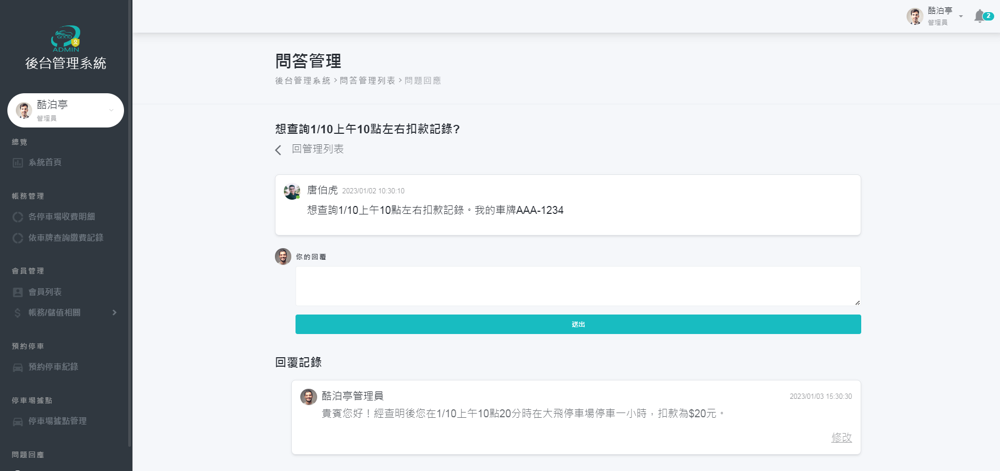 GOOD
ADMIN
後台管理系統
酷泊亭
管理員
總覽
系統首頁
帳務管理
各停車場收費明細
依車牌查詢繳費記錄
會員管理
會員列表
帳務/儲值相關
預約停車
預約停車紀錄
停車場據點
停車場據點管理
問題回應
酷泊亭
管理員
2
問答管理
後台管理系統 > 問答管理列表 > 問題回應
想查詢1/10上午10點左右扣款記錄?
回管理列表
唐伯虎 2023/01/02 10:30:10
想查詢1/10上午10點左右扣款記錄。我的車牌AAA-1234
你的回覆
送出
回覆記錄
酷泊亭管理員 2023/01/03 15:30:30
貴賓您好！經查明後您在1/10上午10點20分時在大飛停車場停車一小時，扣款為$20元。
修改